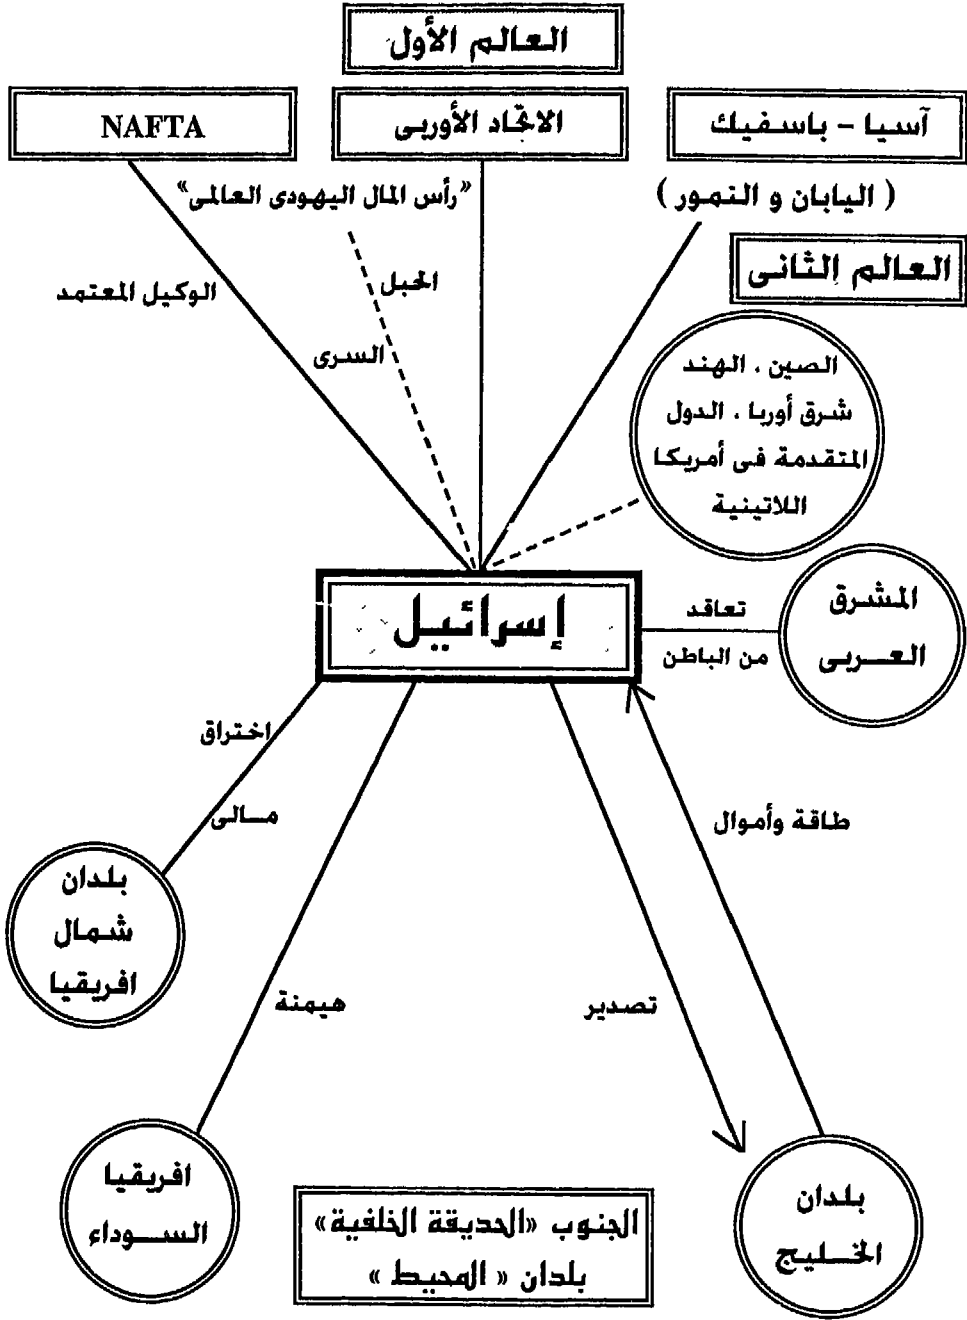 العالم الأول
آسيا - باسفيك
الاتحاد الأوربى
NAFTA
( اليابان و النمور )
«رأس المال اليهودى العالمى»
العالم الثانى
الحبل
السرى
الوكيل المعتمد
الصين ، الهند
شرق أوربا ، الدول
المتقدمة فى أمريكا
اللاتينية
إسرائيل
المشرق
العربى
تعاقد
من الباطن
اختراق
مالى
طاقة وأموال
بلدان
شمال
افريقيا
هيمنة
تصدير
افريقيا
السوداء
الجنوب «الحديقة الخلفية»
بلدان « المحيط »
بلدان
الخليج